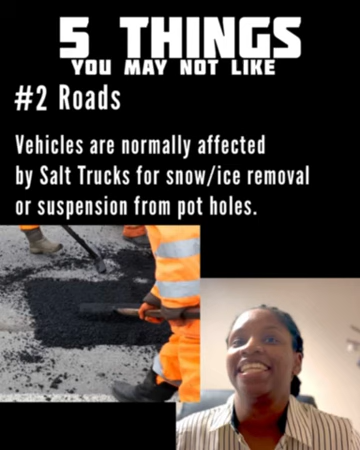 5 THINGS
YOU MAY NOT LIKE
#2 Roads
Vehicles are normally affected
by Salt Trucks for snow/ice removal
or suspension from pot holes.